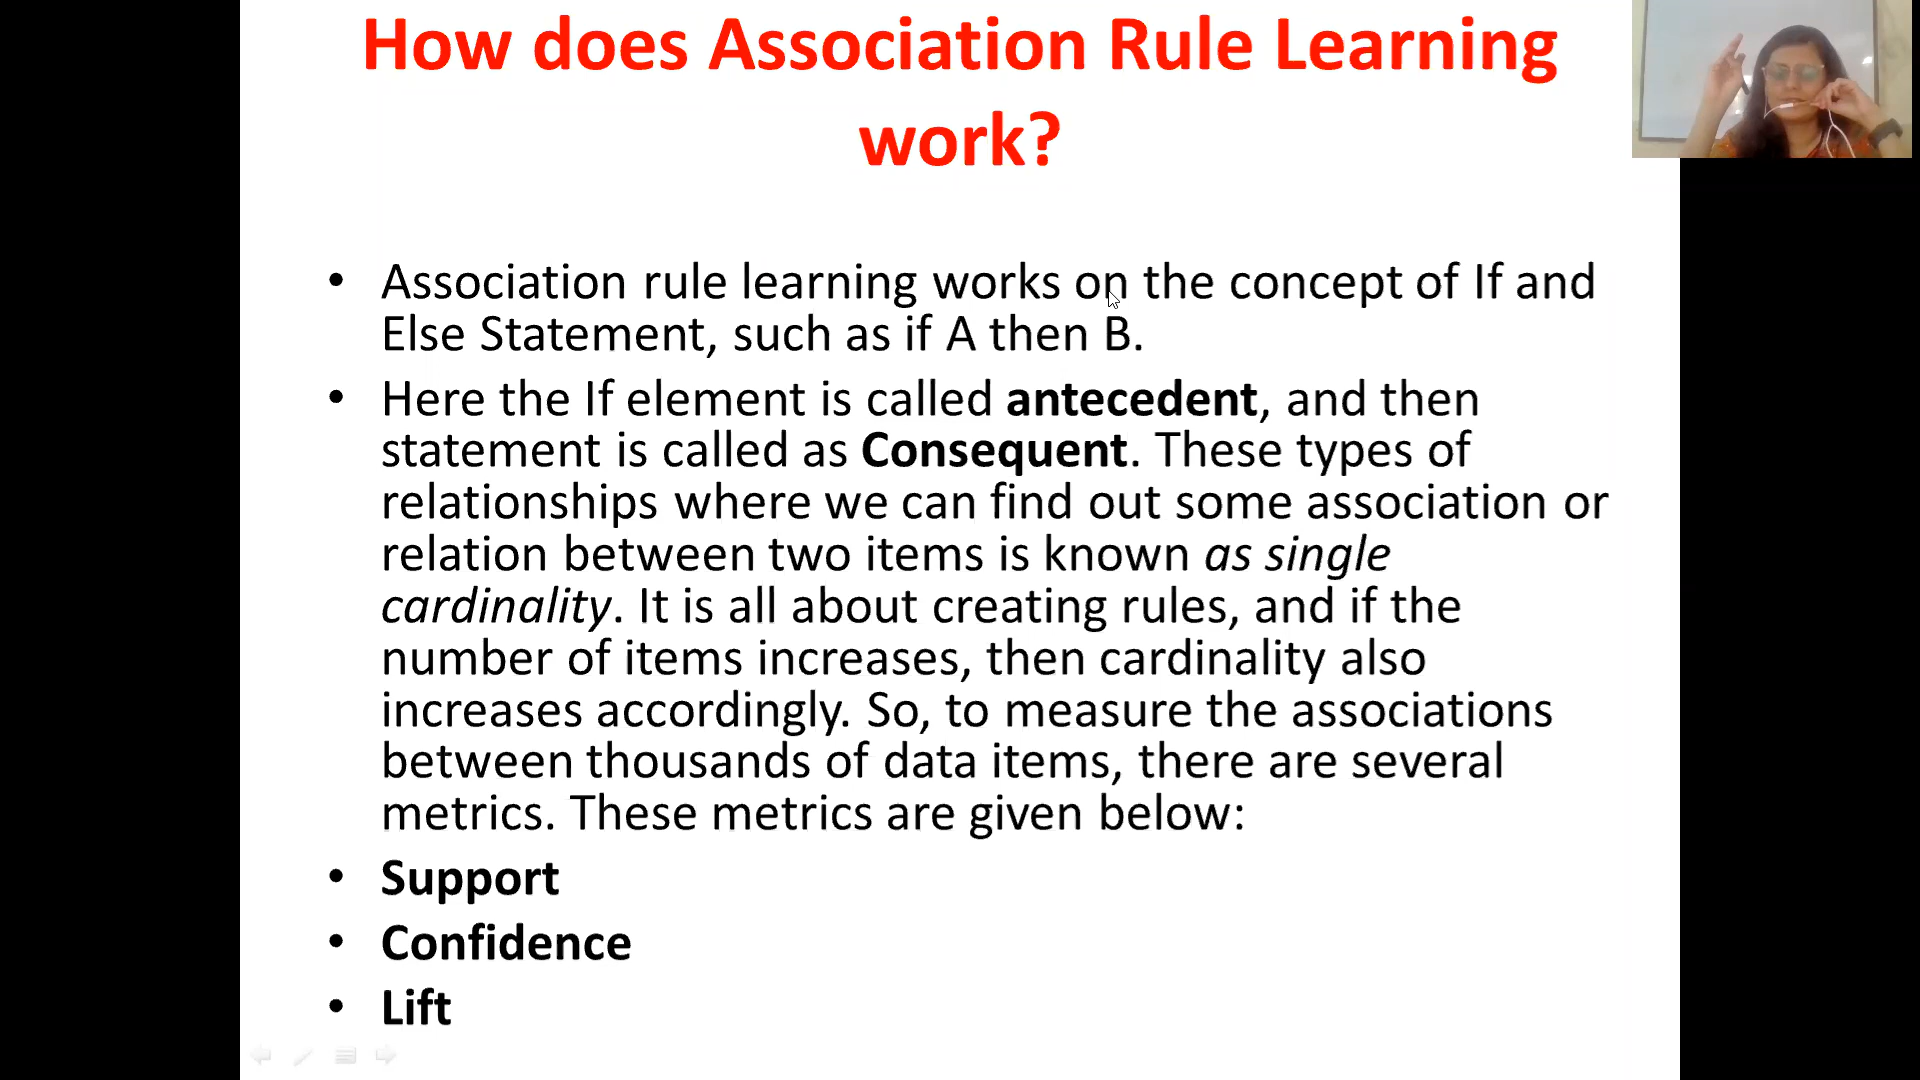 How does Association Rule Learning
work?
• Association rule learning works on the concept of If and
Else Statement, such as if A then B.
• Here the If element is called antecedent, and then
statement is called as Consequent. These types of
relationships where we can find out some association or
relation between two items is known as single
cardinality. It is all about creating rules, and if the
number of items increases, then cardinality also
increases accordingly. So, to measure the associations
between thousands of data items, there are several
metrics. These metrics are given below:
• Support
• Confidence
• Lift